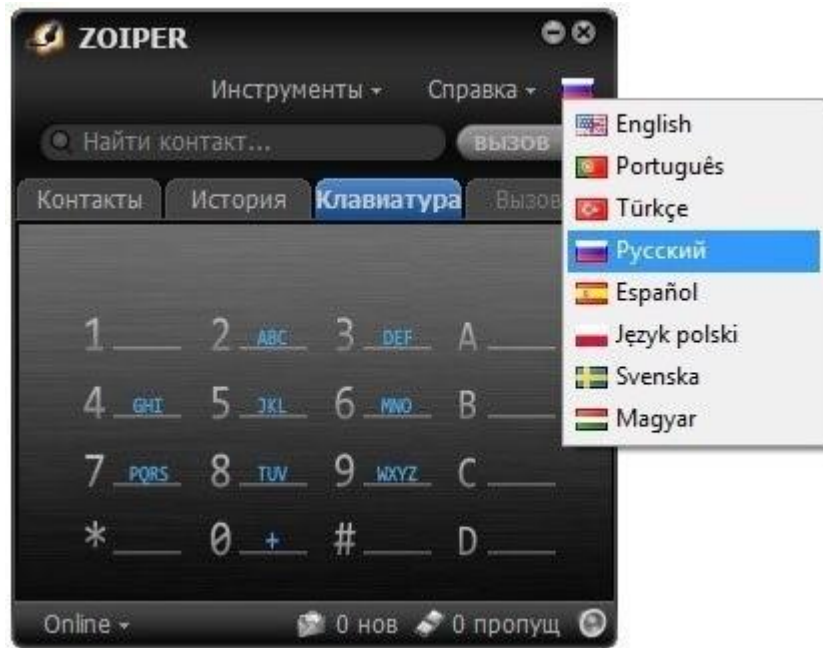 ZOIPER
Инструменты Справка
Найти контакт... вызов
Контакты История Клавиатура Вызов
English
Português
Türkçe
Русский
Español
Język polski
Svenska
Magyar
1 2 ABC 3 DEF A
4 GHI 5 JKL 6 MNO B
7 PQRS 8 TUV 9 WXYZ C
* 0 + # D
Online 0 нов 0 пропущ